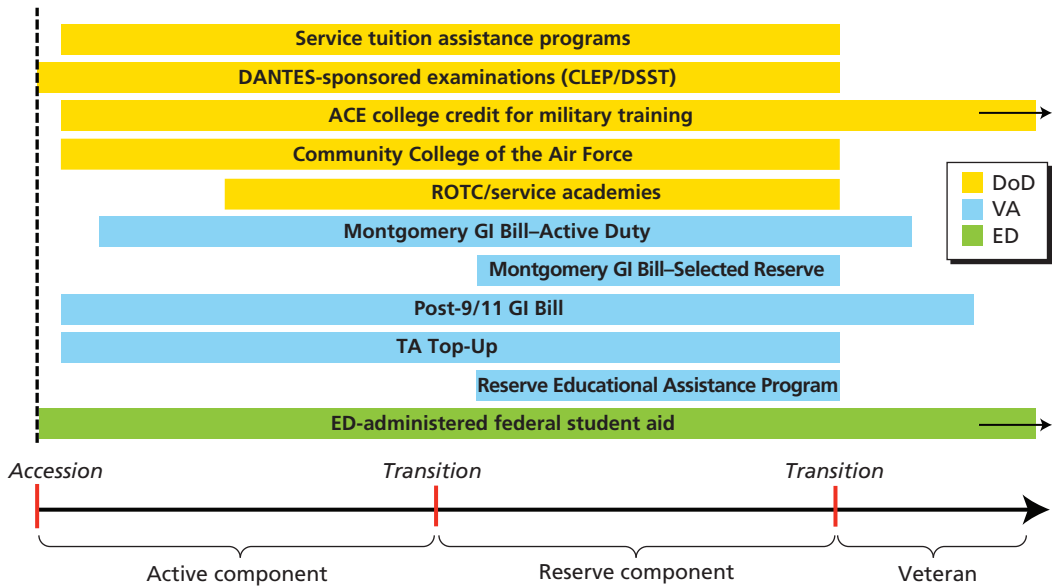 Service tuition assistance programs
DANTES-sponsored examinations (CLEP/DSST)
ACE college credit for military training
Community College of the Air Force
ROTC/service academies
Montgomery GI Bill–Active Duty
Montgomery GI Bill–Selected Reserve
Post-9/11 GI Bill
TA Top-Up
Reserve Educational Assistance Program
ED-administered federal student aid
DoD
VA
ED
Accession
Transition
Transition
Active component
Reserve component
Veteran